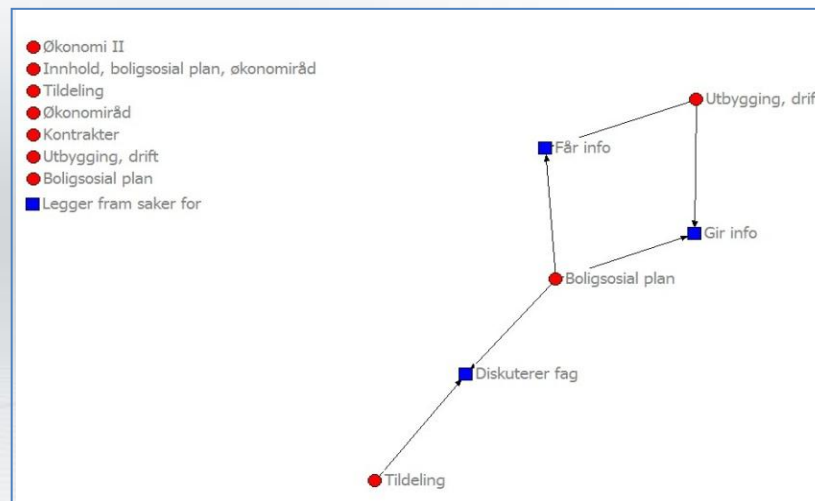 Økonomi II
Innhold, boligsosial plan, økonomiråd
Tildeling
Økonomiråd
Kontrakter
Utbygging, drift
Boligsosial plan
Legger fram saker for
Utbygging, drif
Får info
Gir info
Boligsosial plan
Diskuterer fag
Tildeling